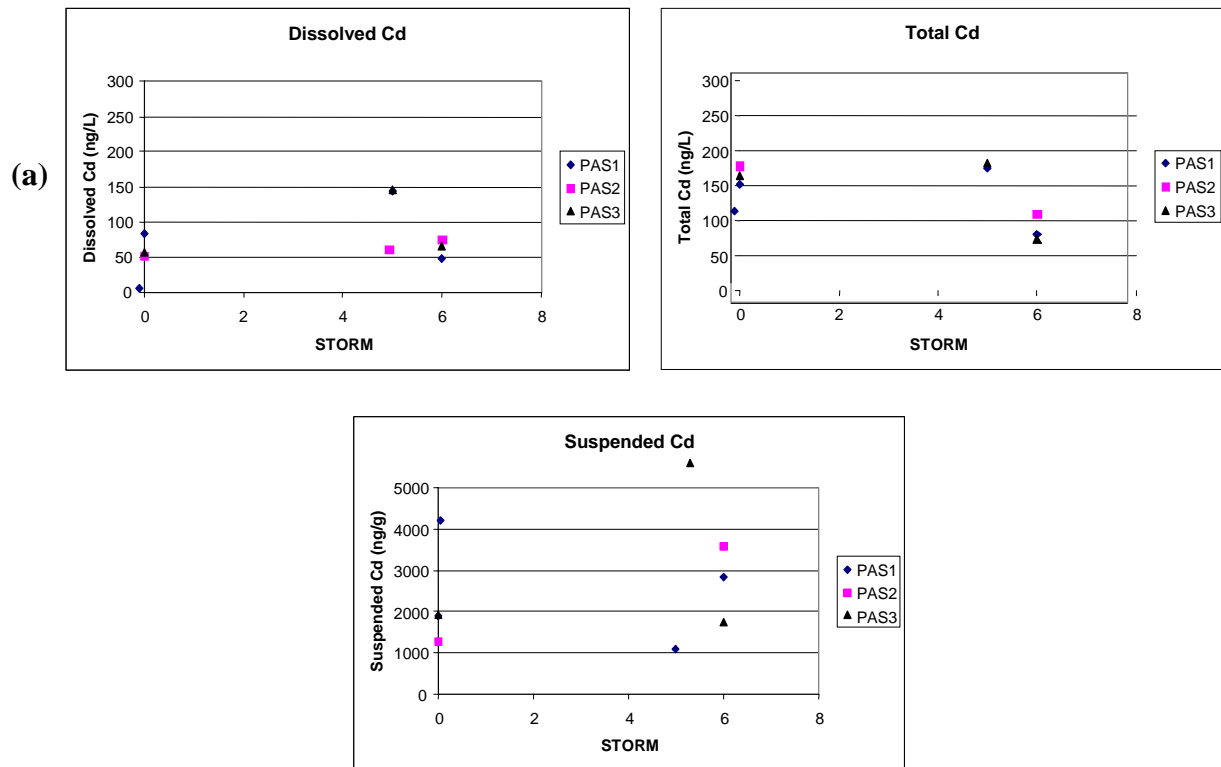 (a)
Dissolved Cd
Dissolved Cd (ng/L)
300
250
200
150
100
50
0
0 2 4 6 8
STORM
PAS1
PAS2
PAS3
Total Cd
Total Cd (ng/L)
300
250
200
150
100
50
0
0 2 4 6 8
STORM
PAS1
PAS2
PAS3
Suspended Cd
Suspended Cd (ng/g)
5000
4000
3000
2000
1000
0
0 2 4 6 8
STORM
PAS1
PAS2
PAS3